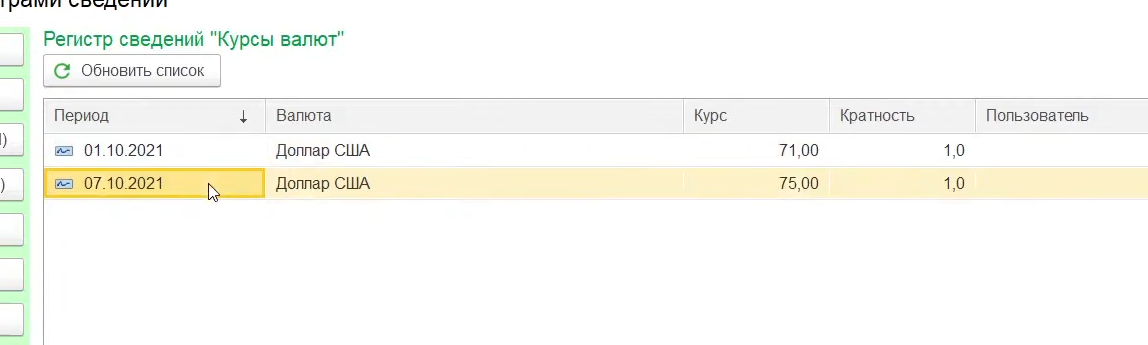 трами сведений
Регистр сведений "Курсы валют"
Обновить список
Период ↓ Валюта Курс Кратность Пользователь
01.10.2021 Доллар США 71,00 1,0
07.10.2021 Доллар США 75,00 1,0
)
)